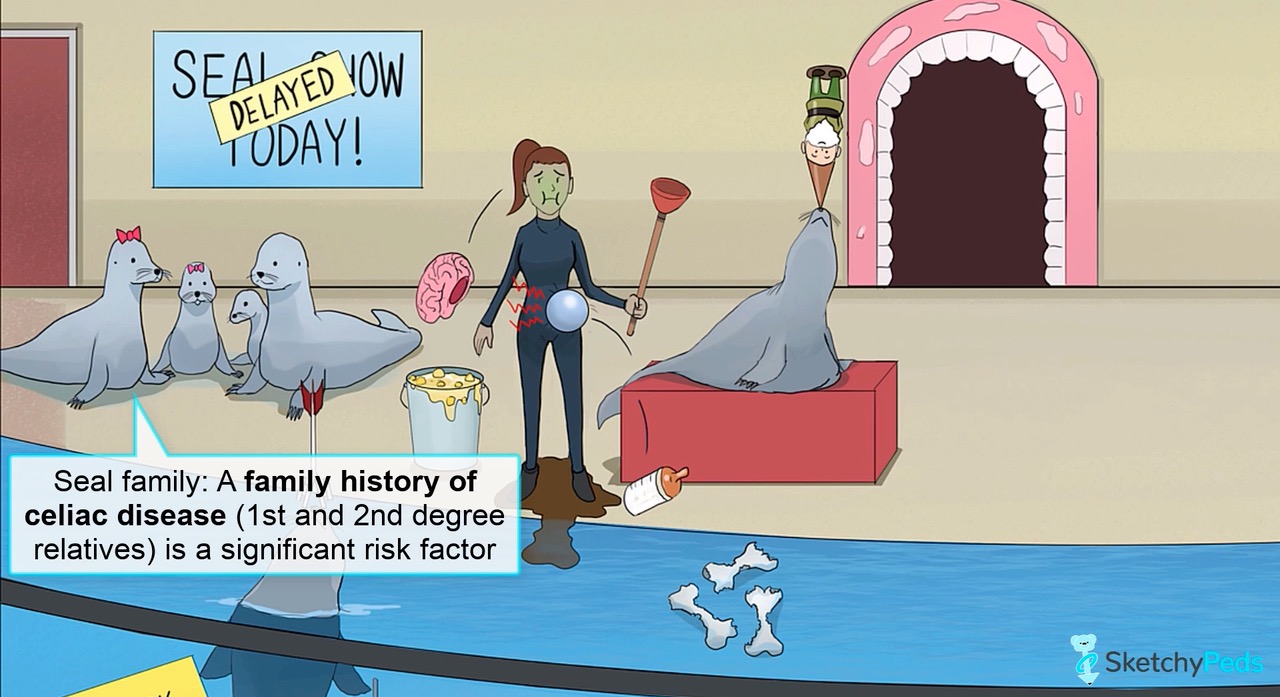 SEAL SHOW
DELAYED
TODAY!
Seal family: A family history of
celiac disease (1st and 2nd degree
relatives) is a significant risk factor
SketchyPeds